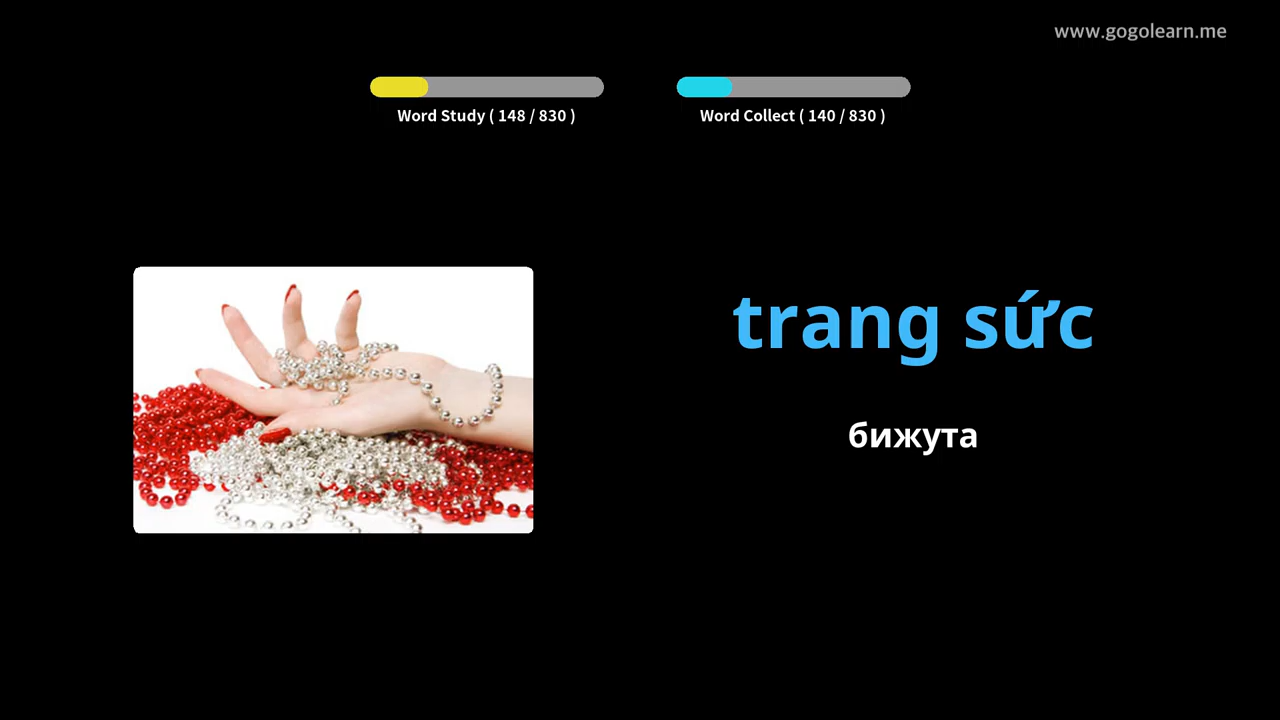 www.gogolearn.me
Word Study ( 148 / 830 )
Word Collect ( 140 / 830 )
trang sức
бижута